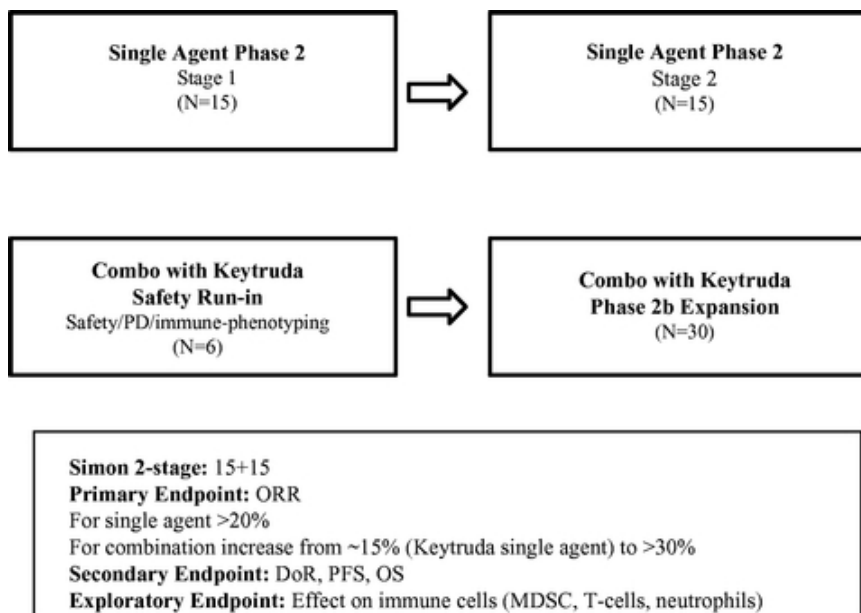 Single Agent Phase 2
Stage 1
(N=15)
Single Agent Phase 2
Stage 2
(N=15)
Combo with Keytruda
Safety Run-in
Safety/PD/immune-phenotyping
(N=6)
Combo with Keytruda
Phase 2b Expansion
(N=30)
Simon 2-stage: 15+15
Primary Endpoint: ORR
For single agent >20%
For combination increase from ~15% (Keytruda single agent) to >30%
Secondary Endpoint: DoR, PFS, OS
Exploratory Endpoint: Effect on immune cells (MDSC, T-cells, neutrophils)